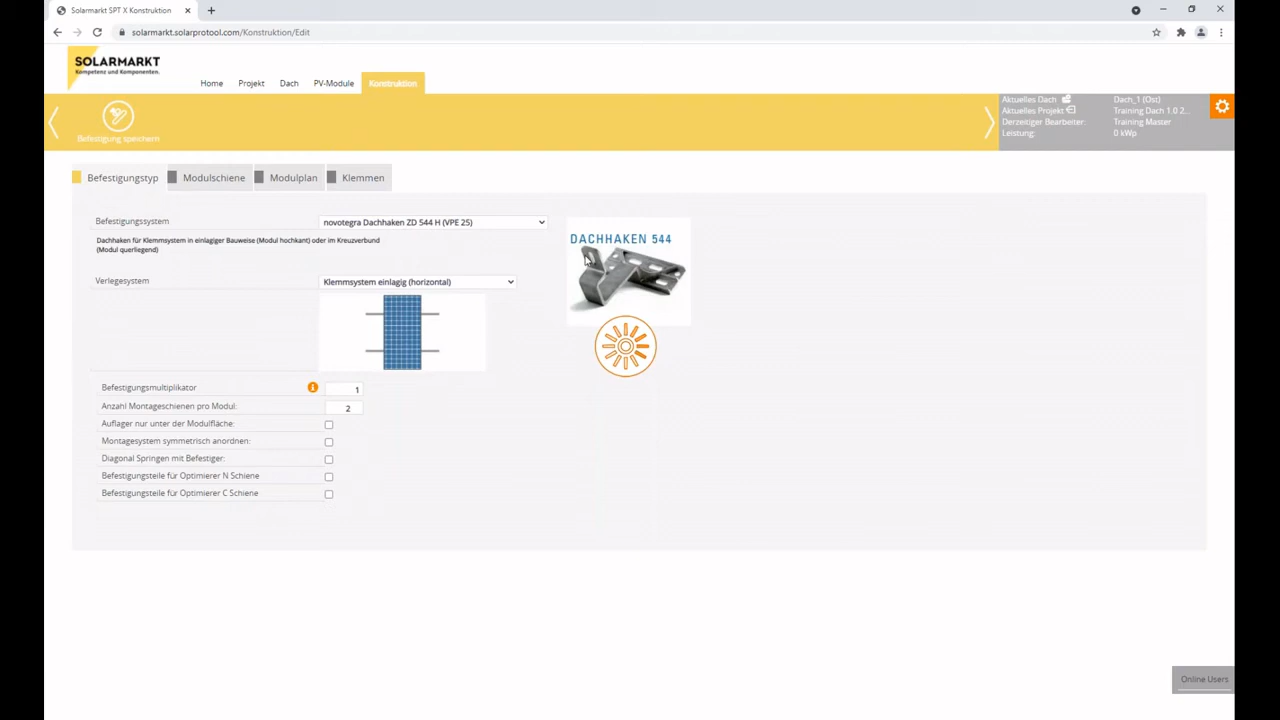 Solarmarkt SPT X Konstruktion
solarmarkt.solarprotool.com/Konstruktion/Edit
SOLARMARKT
Kompetenz und Komponenten.
Home Projekt Dach PV-Module Konstruktion
Befestigung speichern
Aktuelles Dach Dach_1 (Ost)
Aktuelles Projekt Training Dach 1.0 2...
Derzeitiger Bearbeiter: Training Master
Leistung: 0 kWp
Befestigungstyp Modulschiene Modulplan Klemmen
Befestigungssystem novotegra Dachhaken ZD 544 H (VPE 25)
DACHHAKEN 544
Dachhaken für Klemmsystem in einlagiger Bauweise (Modul hochkant) oder im Kreuzverbund
(Modul querliegend)
Verlegesystem Klemmsystem einlagig (horizontal)
Befestigungsmultiplikator 1
Anzahl Montageschienen pro Modul: 2
Auflager nur unter der Modulfläche:
Montagesystem symmetrisch anordnen:
Diagonal Springen mit Befestiger:
Befestigungsteile für Optimierer N Schiene
Befestigungsteile für Optimierer C Schiene
Online Users